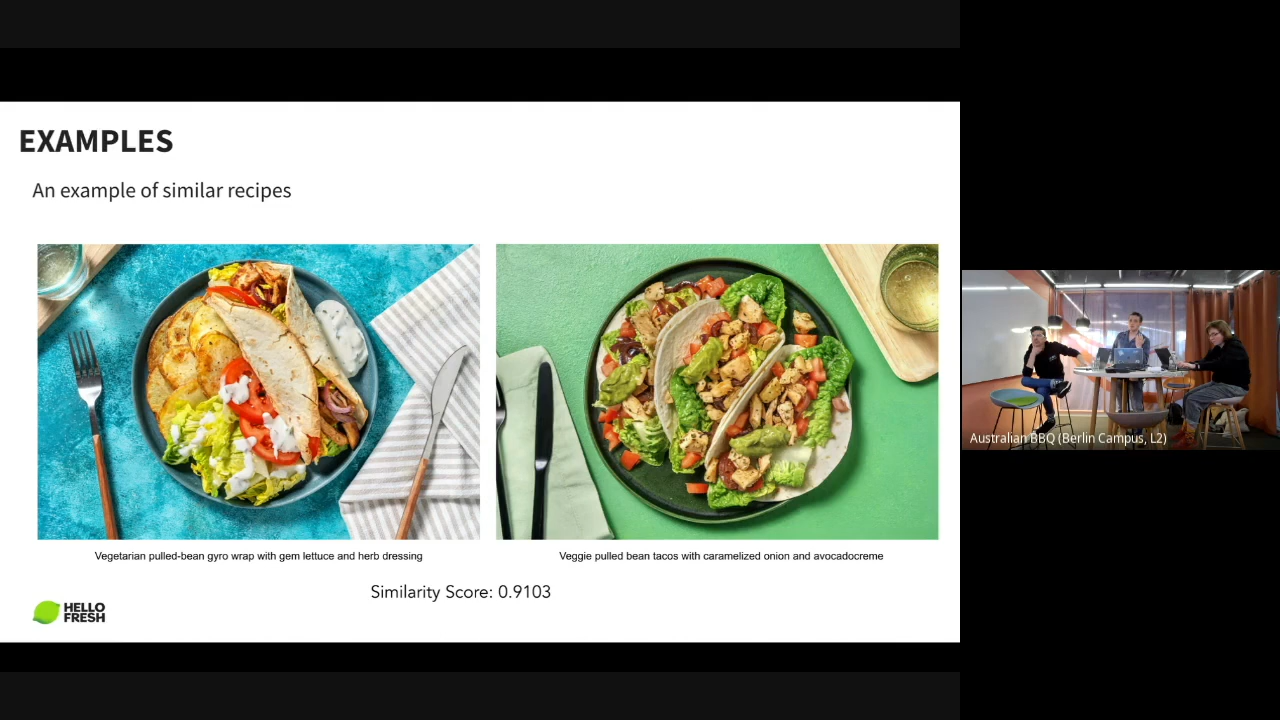 EXAMPLES
An example of similar recipes
Vegetarian pulled-bean gyro wrap with gem lettuce and herb dressing
Veggie pulled bean tacos with caramelized onion and avocadocreme
Similarity Score: 0.9103
HELLO
FRESH
Australian BBQ (Berlin Campus, L2)